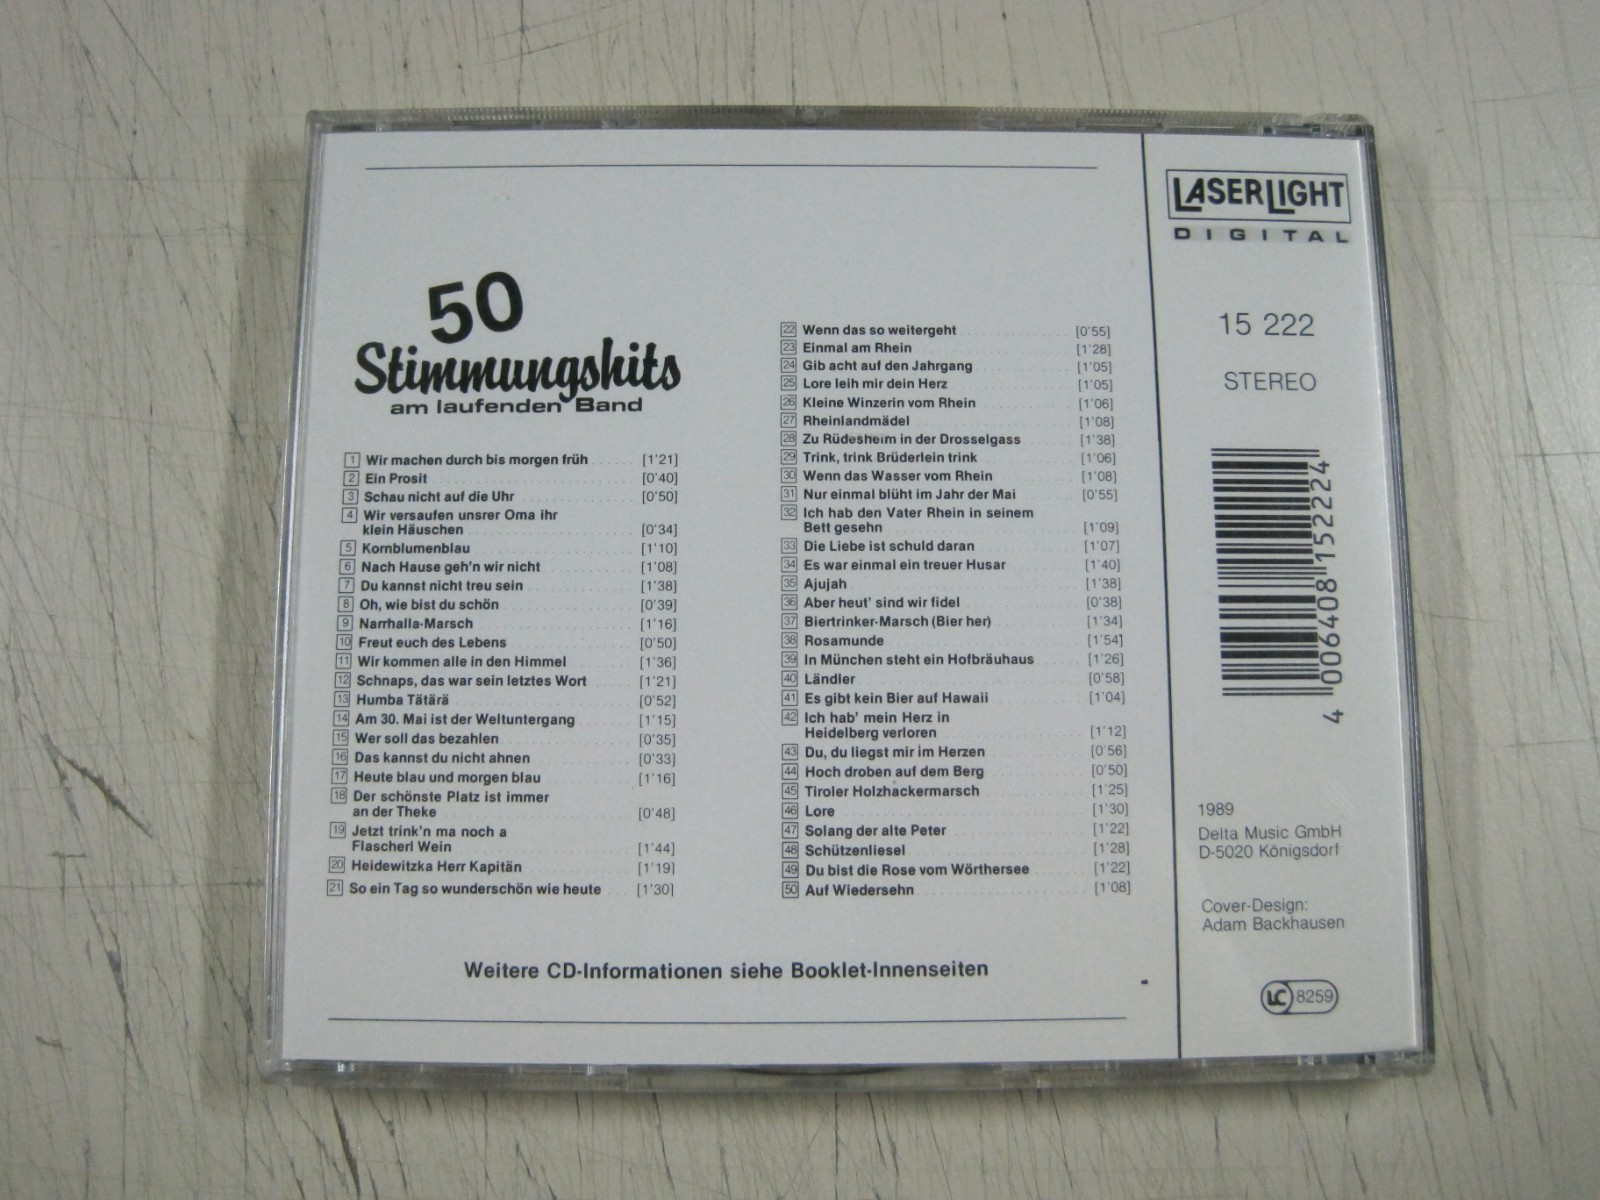 50
Stimmungshits
am laufenden Band
1 Wir machen durch bis morgen früh [1'21]
2 Ein Prosit [0'40]
3 Schau nicht auf die Uhr [0'50]
4 Wir versaufen unsrer Oma ihr
klein Häuschen [0'34]
5 Kornblumenblau [1'10]
6 Nach Hause geh'n wir nicht [1'08]
7 Du kannst nicht treu sein [1'38]
8 Oh, wie bist du schön [0'39]
9 Narrhalla-Marsch [1'16]
10 Freut euch des Lebens [0'50]
11 Wir kommen alle in den Himmel [1'36]
12 Schnaps, das war sein letztes Wort [1'21]
13 Humba Tätärä [0'52]
14 Am 30. Mai ist der Weltuntergang [1'15]
15 Wer soll das bezahlen [0'35]
16 Das kannst du nicht ahnen [0'33]
17 Heute blau und morgen blau [1'16]
18 Der schönste Platz ist immer
an der Theke [0'48]
19 Jetzt trink'n ma noch a
Flascherl Wein [1'44]
20 Heidewitzka Herr Kapitän [1'19]
21 So ein Tag so wunderschön wie heute [1'30]
22 Wenn das so weitergeht [0'55]
23 Einmal am Rhein [1'28]
24 Gib acht auf den Jahrgang [1'05]
25 Lore leih mir dein Herz [1'05]
26 Kleine Winzerin vom Rhein [1'06]
27 Rheinlandmädel [1'08]
28 Zu Rüdesheim in der Drosselgass [1'38]
29 Trink, trink Brüderlein trink [1'06]
30 Wenn das Wasser vom Rhein [1'08]
31 Nur einmal blüht im Jahr der Mai [0'55]
32 Ich hab den Vater Rhein in seinem
Bett gesehn [1'09]
33 Die Liebe ist schuld daran [1'07]
34 Es war einmal ein treuer Husar [1'40]
35 Ajujah [1'38]
36 Aber heut' sind wir fidel [0'38]
37 Biertrinker-Marsch (Bier her) [1'34]
38 Rosamunde [1'54]
39 In München steht ein Hofbräuhaus [1'26]
40 Ländler [0'58]
41 Es gibt kein Bier auf Hawaii [1'04]
42 Ich hab' mein Herz in
Heidelberg verloren [1'12]
43 Du, du liegst mir im Herzen [0'56]
44 Hoch droben auf dem Berg [0'50]
45 Tiroler Holzhackermarsch [1'25]
46 Lore [1'30]
47 Solang der alte Peter [1'22]
48 Schützenliesel [1'28]
49 Du bist die Rose vom Wörthersee [1'22]
50 Auf Wiedersehn [1'08]
Weitere CD-Informationen siehe Booklet-Innenseiten
LASERLIGHT
DIGITAL
15 222
STEREO
4 006408 152224
1989
Delta Music GmbH
D-5020 Königsdorf
Cover-Design:
Adam Backhausen
LC 8259